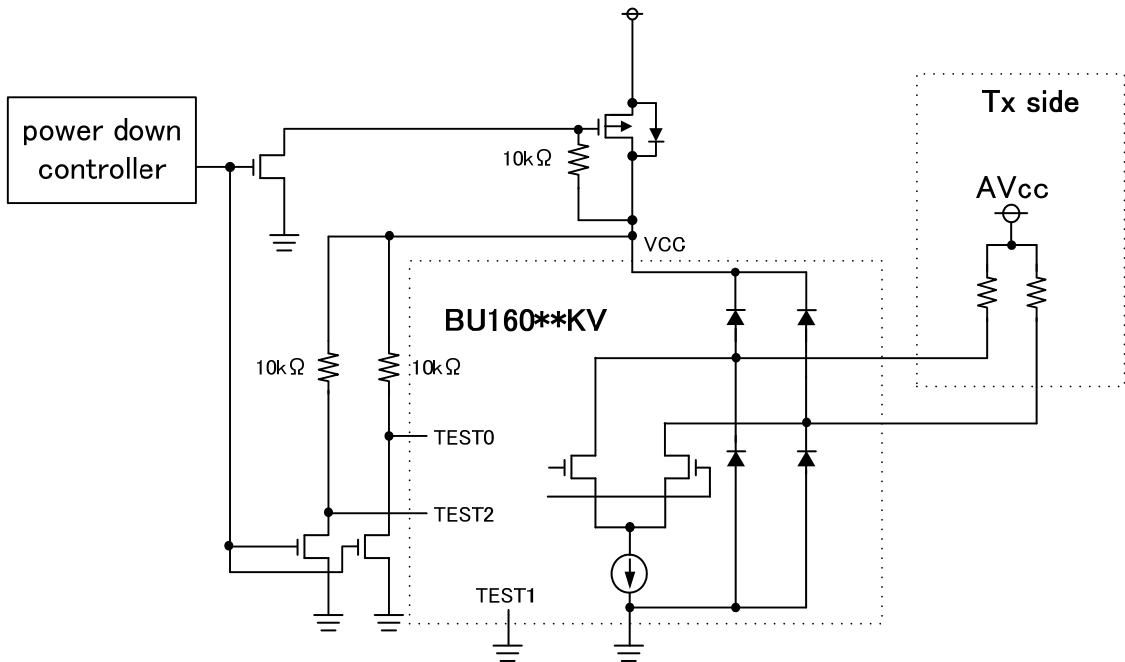 power down
controller
10kΩ
Tx side
AVcc
VCC
BU160**KV
10kΩ
10kΩ
TEST0
TEST2
TEST1